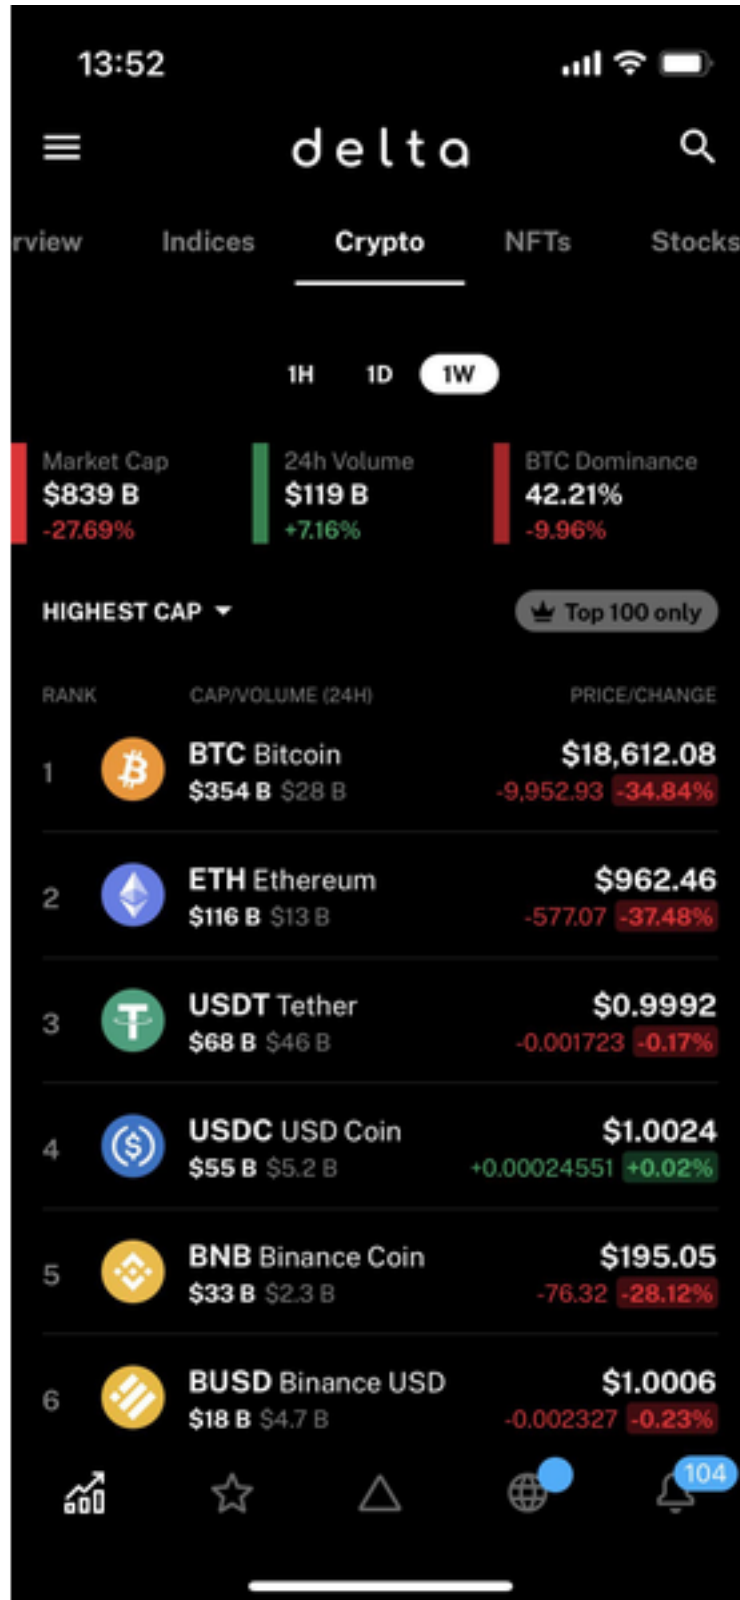 13:52
delta
rview Indices Crypto NFTs Stocks
1H 1D 1W
Market Cap 24h Volume BTC Dominance
$839 B $119 B 42.21%
-27.69% +7.16% -9.96%
HIGHEST CAP Top 100 only
RANK CAP/VOLUME (24H) PRICE/CHANGE
1 BTC Bitcoin $18,612.08
$354 B $28 B -9,952.93 -34.84%
2 ETH Ethereum $962.46
$116 B $13 B -577.07 -37.48%
3 USDT Tether $0.9992
$68 B $46 B -0.001723 -0.17%
4 USDC USD Coin $1.0024
$55 B $5.2 B +0.00024551 +0.02%
5 BNB Binance Coin $195.05
$33 B $2.3 B -76.32 -28.12%
6 BUSD Binance USD $1.0006
$18 B $4.7 B -0.002327 -0.23%
104